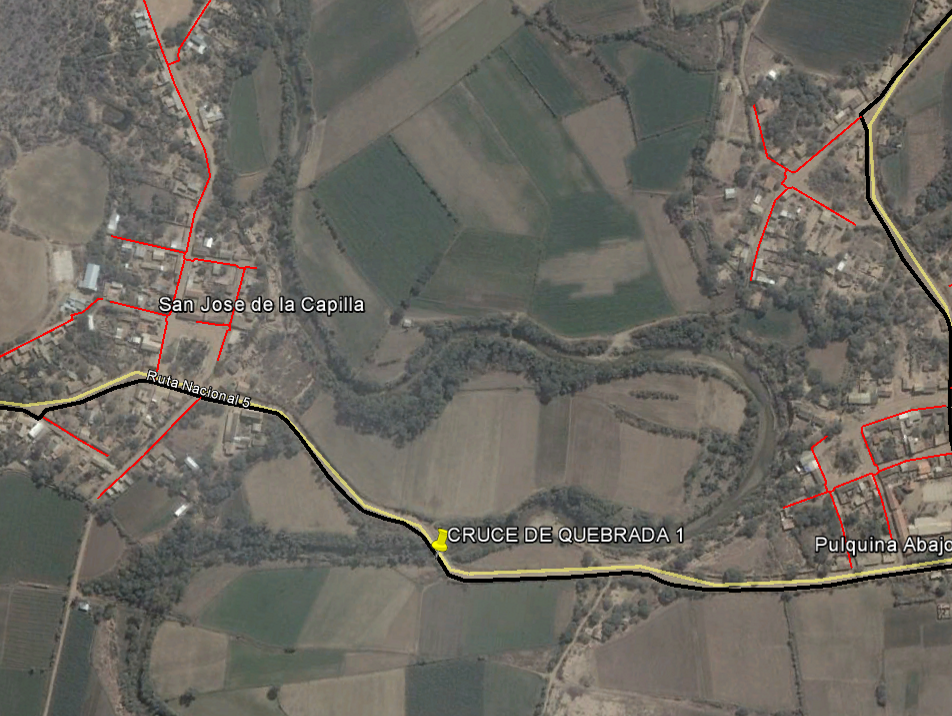 San Jose de la Capilla
Ruta Nacional 5
CRUCE DE QUEBRADA 1
Pulquina Abajo